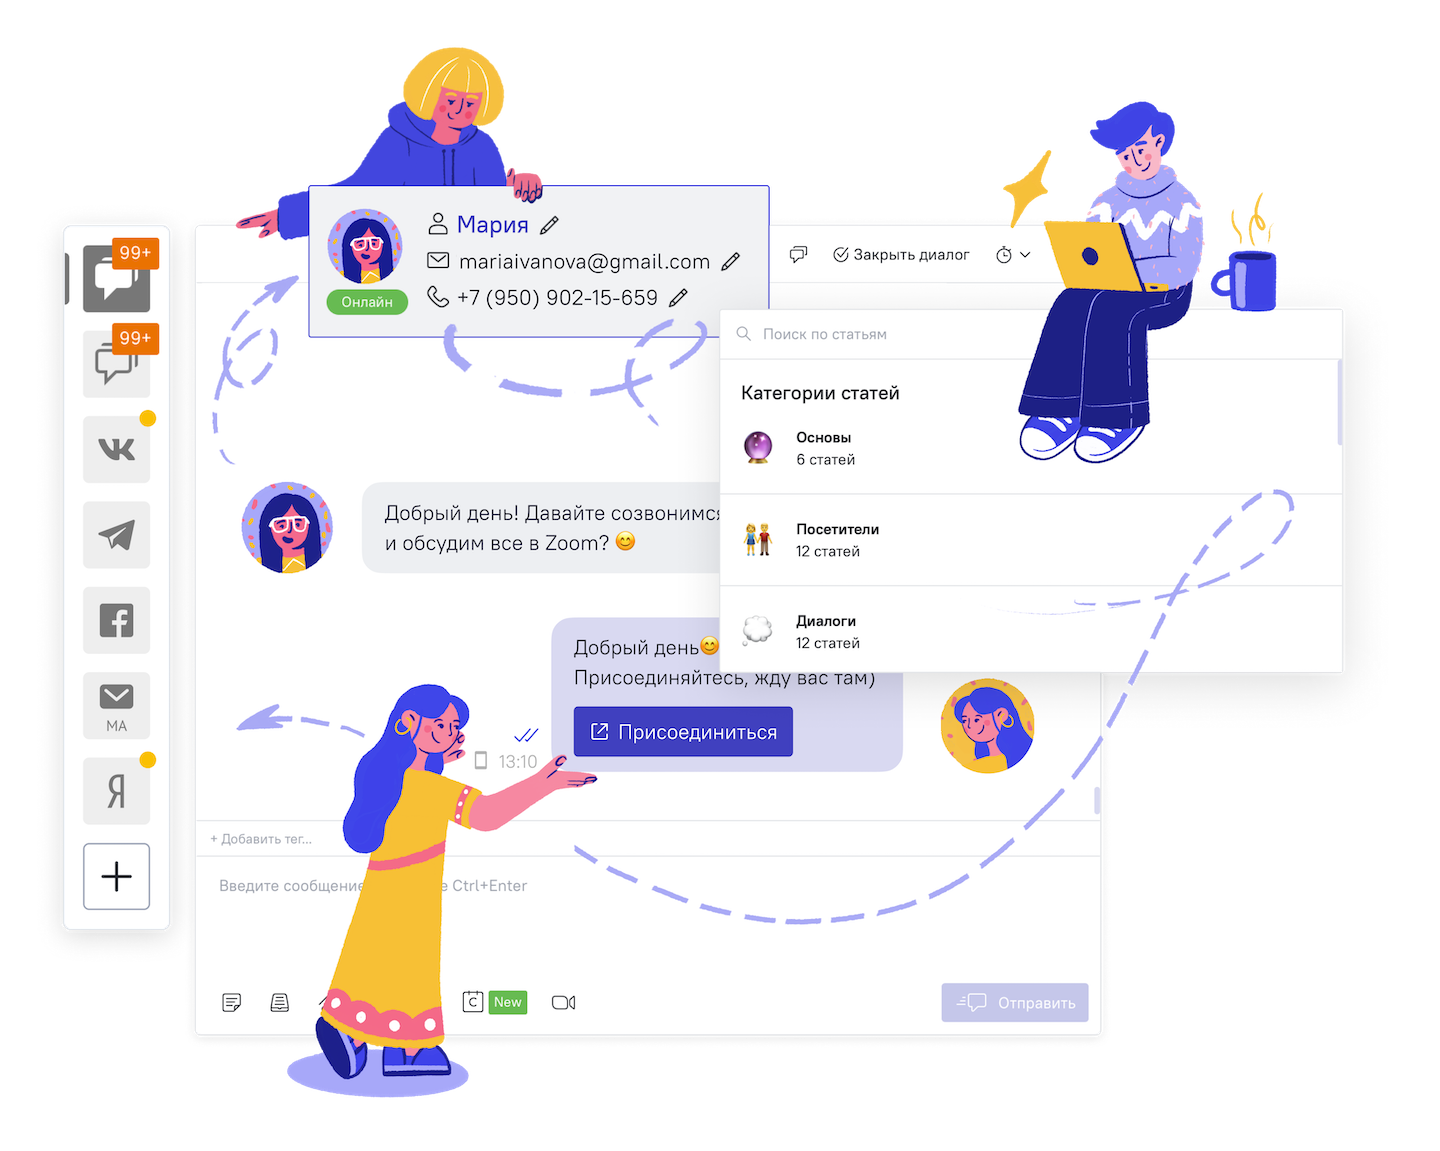 99+
99+
MA
Я
Мария
mariaivanova@gmail.com
+7 (950) 902-15-659
Онлайн
Закрыть диалог
Поиск по статьям
Категории статей
Основы
6 статей
Посетители
12 статей
Диалоги
12 статей
Добрый день! Давайте созвонимся
и обсудим все в Zoom? 😊
Добрый день😊
Присоединяйтесь, жду вас там)
Присоединиться
13:10
+ Добавить тег...
Введите сообщение Ctrl+Enter
C
New
Отправить